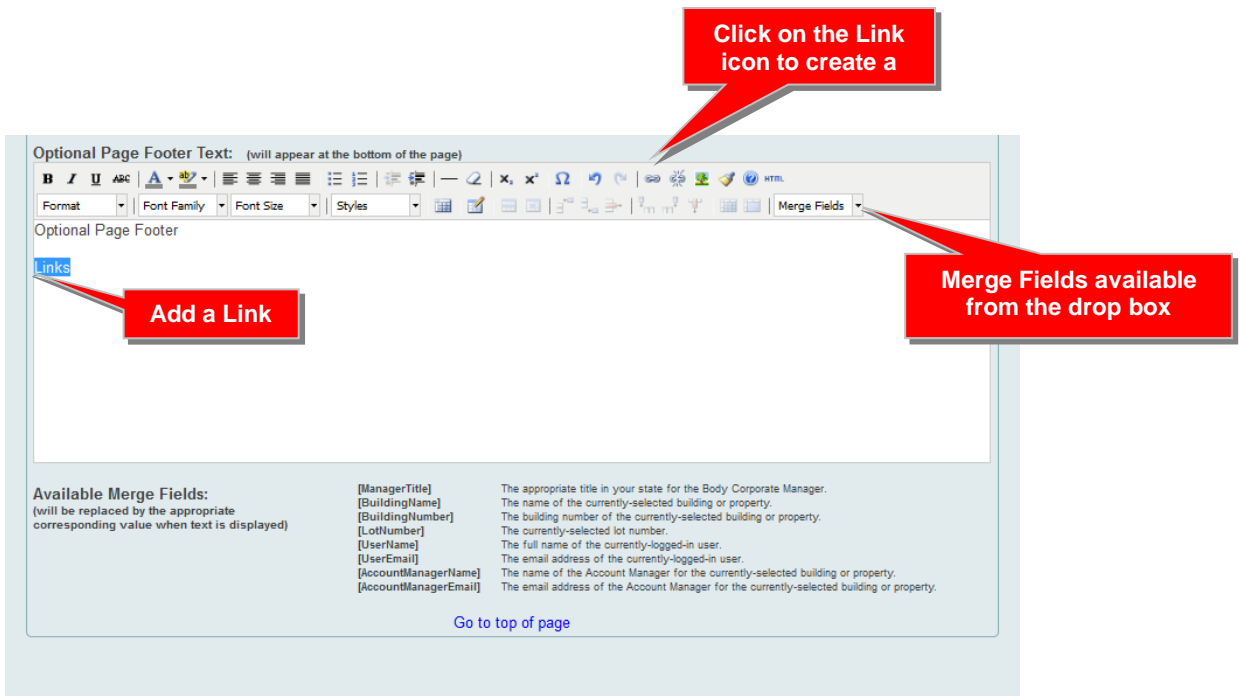 Click on the Link
icon to create a
Optional Page Footer Text: (will appear at the bottom of the page)
B I U ABC A ab x₂ x² Ω HTML
Format Font Family Font Size Styles Merge Fields
Optional Page Footer
Links
Merge Fields available
from the drop box
Add a Link
Available Merge Fields:
(will be replaced by the appropriate
corresponding value when text is displayed)
[ManagerTitle] The appropriate title in your state for the Body Corporate Manager.
[BuildingName] The name of the currently-selected building or property.
[BuildingNumber] The building number of the currently-selected building or property.
[LotNumber] The currently-selected lot number.
[UserName] The full name of the currently-logged-in user.
[UserEmail] The email address of the currently-logged-in user.
[AccountManagerName] The name of the Account Manager for the currently-selected building or property.
[AccountManagerEmail] The email address of the Account Manager for the currently-selected building or property.
Go to top of page